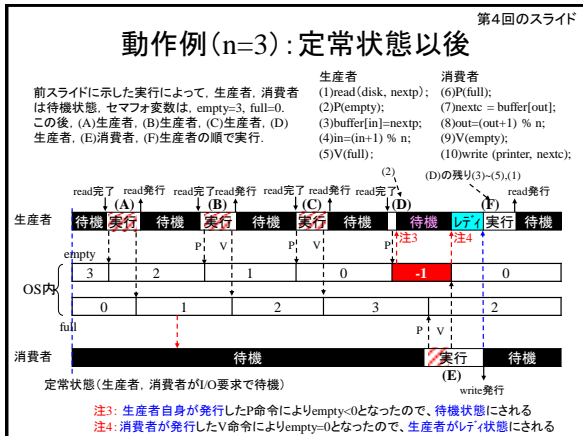 第4回のスライド
動作例(n=3):定常状態以後
前スライドに示した実行によって,生産者,消費者
は待機状態,セマフォ変数は,empty=3, full=0.
この後,(A)生産者,(B)生産者,(C)生産者,(D)
生産者,(E)消費者,(F)生産者の順で実行.
生産者
(1)read(disk, nextp);
(2)P(empty);
(3)buffer[in]=nextp;
(4)in=(in+1) % n;
(5)V(full);
消費者
(6)P(full);
(7)nextc = buffer[out];
(8)out=(out+1) % n;
(9)V(empty);
(10)write (printer, nextc);
(2)
(D)の残り(3)~(5),(1)
read完了 (A) read発行 read完了 (B) read発行 read完了 (C) read発行 read完了 (D) (F) read発行
生産者 待機 実行 待機 実行 待機 実行 待機 待機 レディ 実行 待機
P V P V P 注3 注4
empty
3 2 1 0 -1 0
OS内
0 1 2 3 2
full
P V
消費者 待機 実行 待機
(E)
定常状態(生産者,消費者がI/O要求で待機)
write発行
注3: 生産者自身が発行したP命令によりempty<0となったので,待機状態にされる
注4:消費者が発行したV命令によりempty=0となったので,生産者がレディ状態にされる